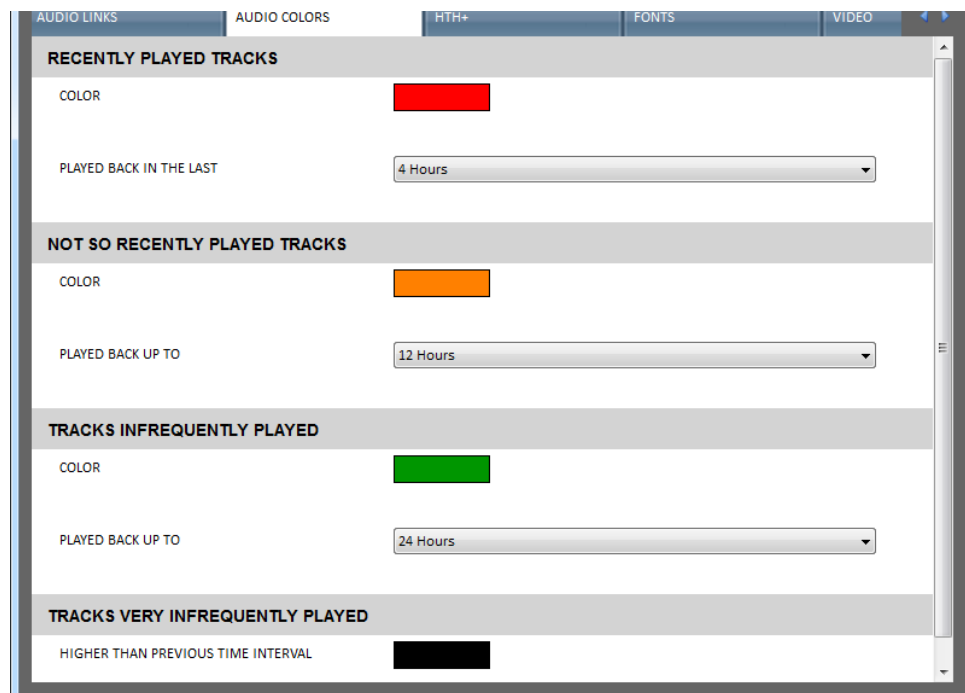 AUDIO LINKS AUDIO COLORS HTH+ FONTS VIDEO
RECENTLY PLAYED TRACKS
COLOR
PLAYED BACK IN THE LAST 4 Hours
NOT SO RECENTLY PLAYED TRACKS
COLOR
PLAYED BACK UP TO 12 Hours
TRACKS INFREQUENTLY PLAYED
COLOR
PLAYED BACK UP TO 24 Hours
TRACKS VERY INFREQUENTLY PLAYED
HIGHER THAN PREVIOUS TIME INTERVAL